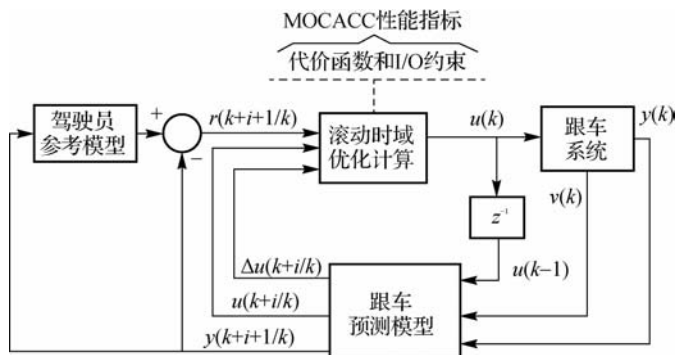 MOCACC性能指标
代价函数和I/O约束
驾驶员
参考模型
+
−
r(k+i+1/k)
滚动时域
优化计算
u(k)
跟车
系统
y(k)
v(k)
z⁻¹
u(k−1)
Δu(k+i/k)
u(k+i/k)
y(k+i+1/k)
跟车
预测模型